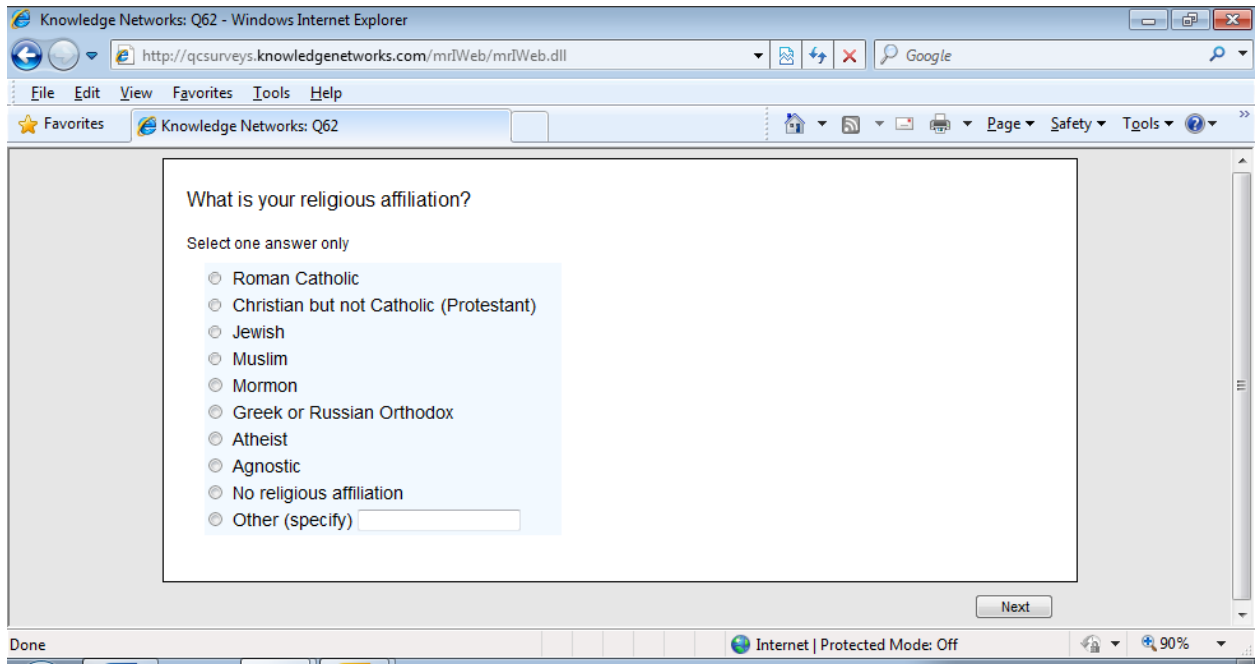 Knowledge Networks: Q62 - Windows Internet Explorer
http://qcsurveys.knowledgenetworks.com/mrIWeb/mrIWeb.dll
Google
File Edit View Favorites Tools Help
Favorites Knowledge Networks: Q62 Page Safety Tools
What is your religious affiliation?
Select one answer only
Roman Catholic
Christian but not Catholic (Protestant)
Jewish
Muslim
Mormon
Greek or Russian Orthodox
Atheist
Agnostic
No religious affiliation
Other (specify)
Next
Done Internet | Protected Mode: Off 90%